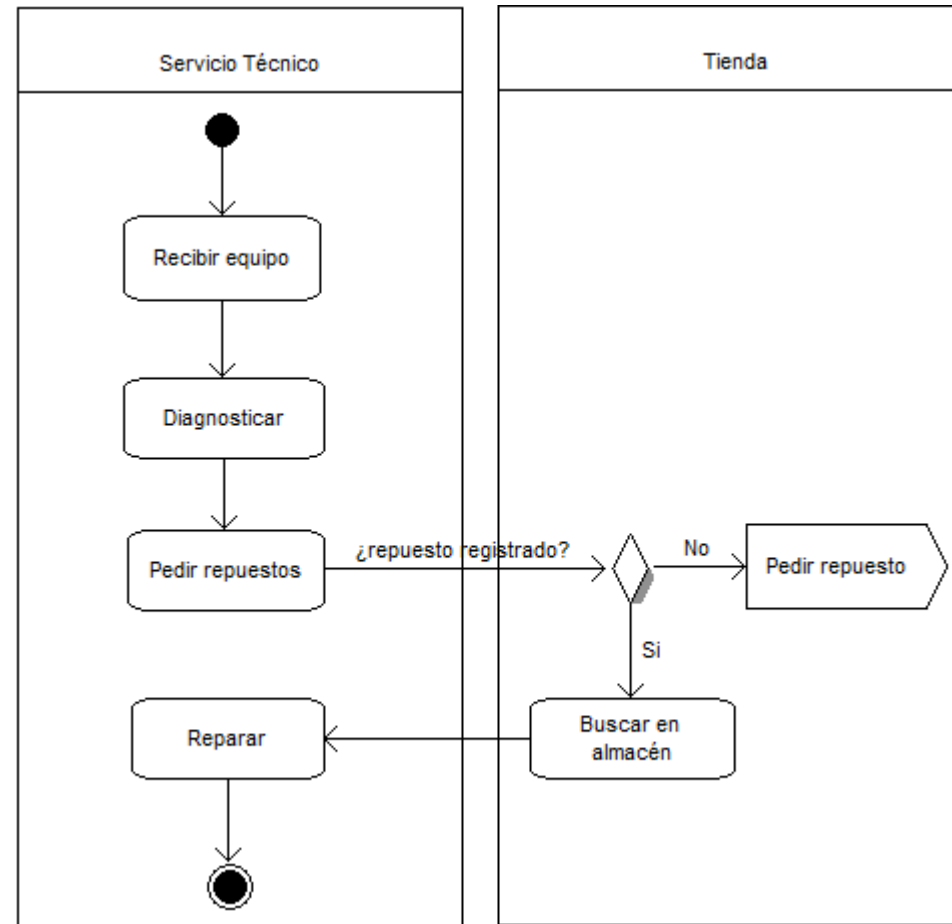 Servicio Técnico
Tienda
Recibir equipo
Diagnosticar
Pedir repuestos
¿repuesto registrado?
No
Pedir repuesto
Si
Buscar en
almacén
Reparar